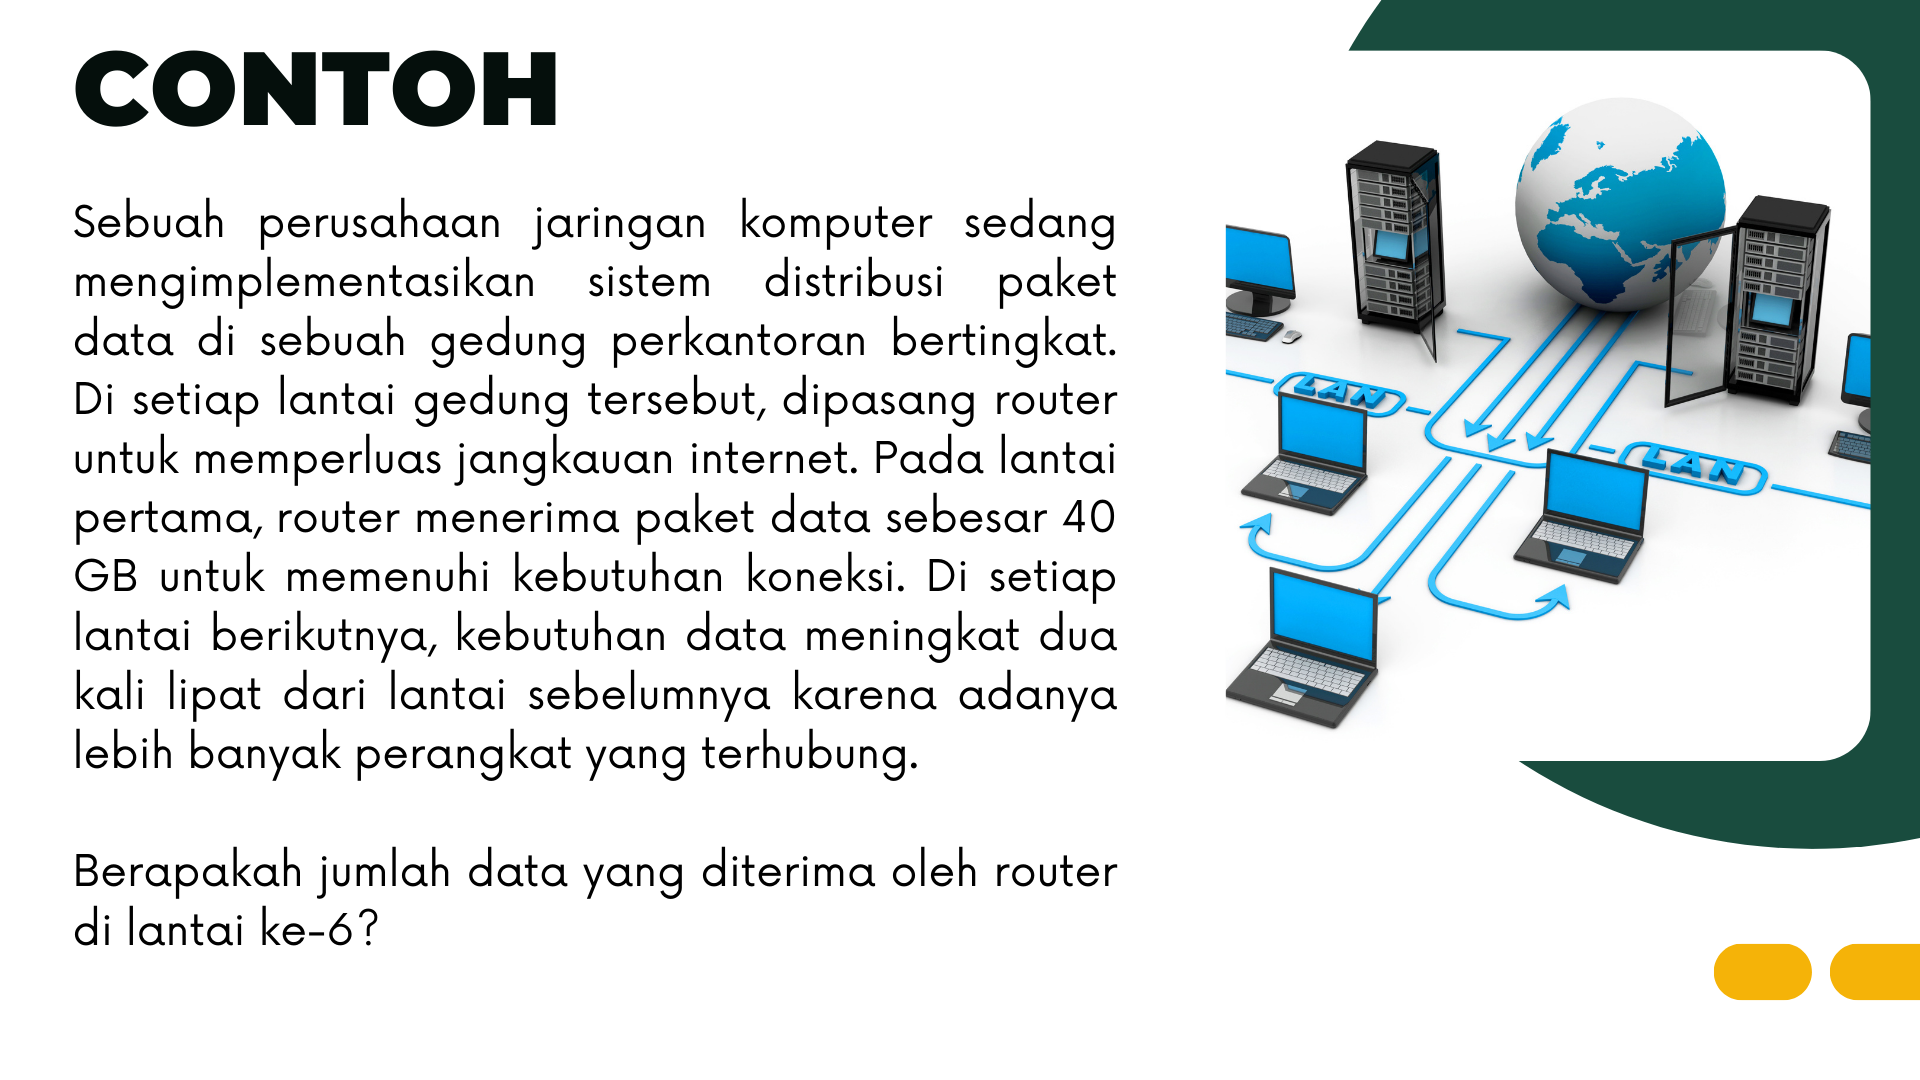 CONTOH
Sebuah perusahaan jaringan komputer sedang
mengimplementasikan sistem distribusi paket
data di sebuah gedung perkantoran bertingkat.
Di setiap lantai gedung tersebut, dipasang router
untuk memperluas jangkauan internet. Pada lantai
pertama, router menerima paket data sebesar 40
GB untuk memenuhi kebutuhan koneksi. Di setiap
lantai berikutnya, kebutuhan data meningkat dua
kali lipat dari lantai sebelumnya karena adanya
lebih banyak perangkat yang terhubung.
Berapakah jumlah data yang diterima oleh router
di lantai ke-6?
LAN
LAN